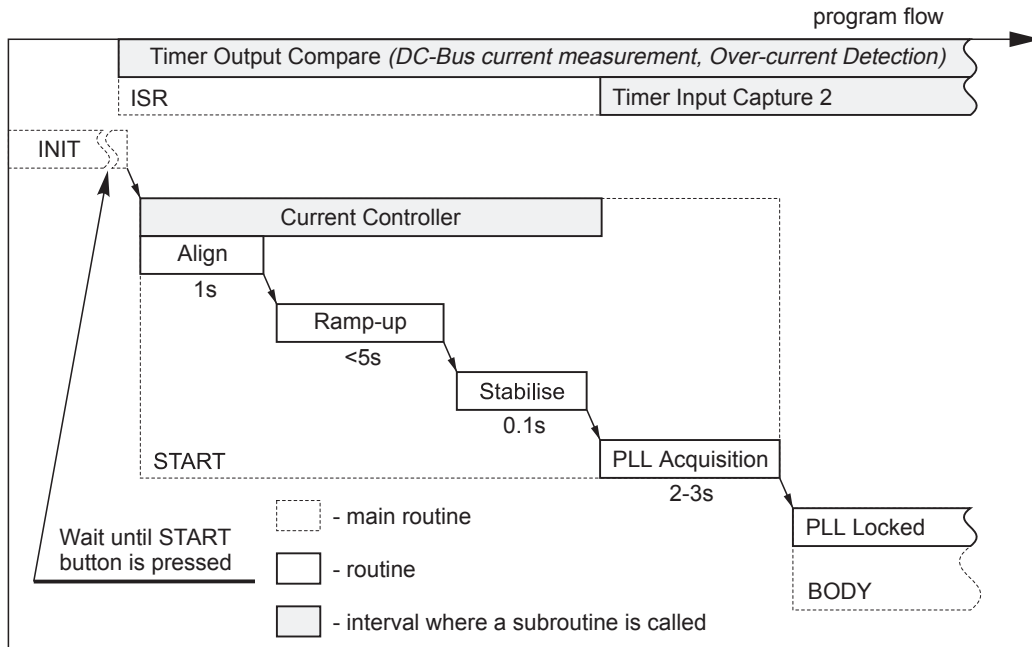 program flow
Timer Output Compare (DC-Bus current measurement, Over-current Detection)
ISR
Timer Input Capture 2
INIT
Current Controller
Align
1s
Ramp-up
<5s
Stabilise
0.1s
START
PLL Acquisition
2-3s
Wait until START
button is pressed
- main routine
- routine
- interval where a subroutine is called
PLL Locked
BODY